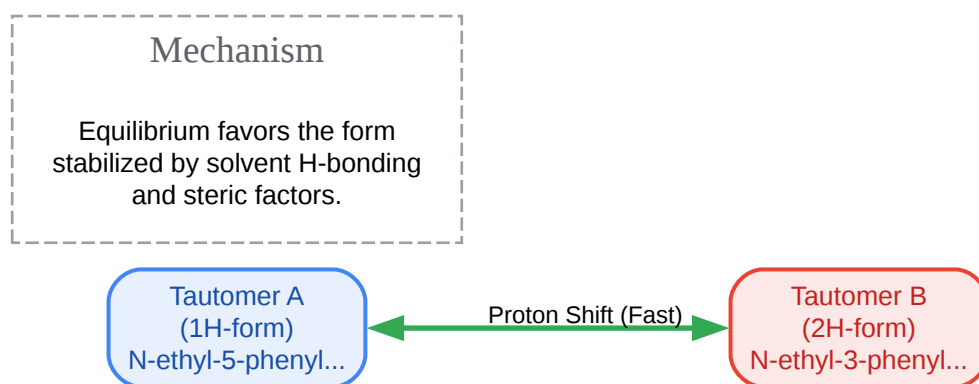 Mechanism
Equilibrium favors the form
stabilized by solvent H-bonding
and steric factors.
Tautomer A
(1H-form)
N-ethyl-5-phenyl...
Proton Shift (Fast)
Tautomer B
(2H-form)
N-ethyl-3-phenyl...